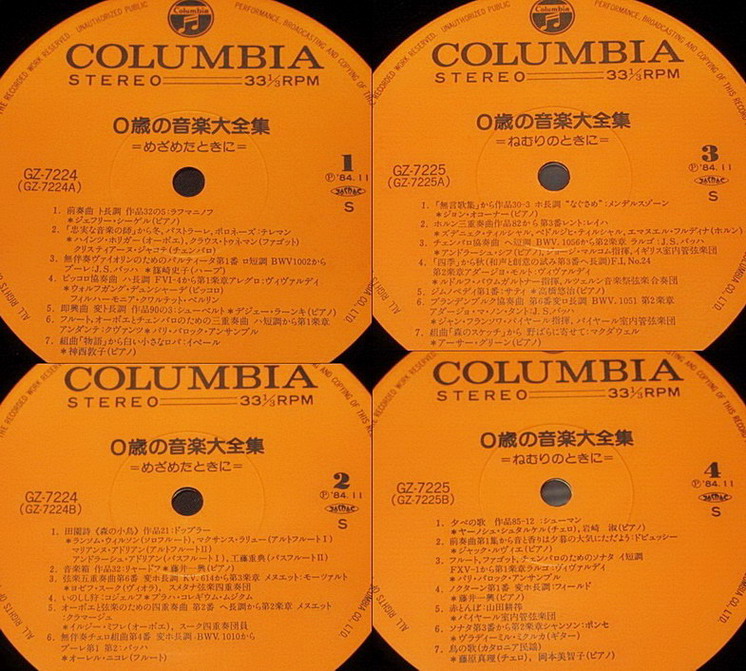 Columbia
COLUMBIA
STEREO 33⅓RPM
0歳の音楽大全集
=めざめたときに=
GZ-7224
(GZ-7224A)
1
Ⓟ'84.11
S
1. 前奏曲 ト長調 作品32の5:ラフマニノフ
*ジェフリー・シーゲル(ピアノ)
2. 「忠実な音楽の師」から冬、パストラーレ、ポロネーズ:テレマン
*ハインツ・ホリガー(オーボエ)、クラウス・トゥネマン(ファゴット)
クリスティアーヌ・ジャコテ(チェンバロ)
3. 無伴奏ヴァイオリンのためのパルティータ第1番 ロ短調 BWV1002から
ブーレ:J.S.バッハ *篠崎史子(ハープ)
4. ピッコロ協奏曲 ハ長調 FVI-4から第1楽章アレグロ:ヴィヴァルディ
*ウォルフガング・デュンシャーデ(ピッコロ)
フィルハーモニア・クワルテット・ベルリン
5. 即興曲 変ト長調 作品90の3:シューベルト *デジェー・ラーンキ(ピアノ)
6. フルート、オーボエとチェンバロのための三重奏曲 ハ短調から第1楽章
アンダンテ:クヴァンツ *パリ・バロック・アンサンブル
7. 組曲「物語」から白い小さなロバ:イベール
*神西敦子(ピアノ)
Columbia
COLUMBIA
STEREO 33⅓RPM
0歳の音楽大全集
=ねむりのときに=
GZ-7225
(GZ-7225A)
3
Ⓟ'84.11
S
1. 「無言歌集」から作品30-3 ホ長調 "なぐさめ":メンデルスゾーン
*ジョン・オコーナー(ピアノ)
2. ホルン三重奏曲作品82から第3番レント:レイハ
*ズデニェク・ティルシャル、ベドルジヒ・ティルシャル、エマヌエル・フルディナ(ホルン)
3. チェンバロ協奏曲 ヘ短調 BWV.1056から第2楽章 ラルゴ:J.S.バッハ
*アンドラーシュ・シフ(ピアノ)、ジョージ・マルコム指揮、イギリス室内管弦楽団
4. 「四季」から秋(和声と創意の試み第3番ヘ長調)F.I.No.24
第2楽章アダージョ・モルト:ヴィヴァルディ
*ルドルフ・バウムガルトナー指揮、ルツェルン音楽祭弦楽合奏団
5. ジムノペディ第1番:サティ *高橋悠治(ピアノ)
6. ブランデンブルク協奏曲 第6番変ロ長調 BWV.1051 第2楽章
アダージョ・マ・ノン・タント:J.S.バッハ
*ジャン・フランソワ・パイヤール指揮、パイヤール室内管弦楽団
7. 組曲「森のスケッチ」から 野ばらに寄せて:マクダウェル
*アーサー・グリーン(ピアノ)
COLUMBIA
STEREO 33⅓RPM
0歳の音楽大全集
=めざめたときに=
GZ-7224
(GZ-7224B)
2
Ⓟ'84.11
S
1. 田園詩《森の小鳥》作品21:ドップラー
*ランソム・ウィルソン(ソロフルート)、マクサンス・ラリュー(アルトフルートI)
マリアンヌ・アドリアン(アルトフルートII)
アンドラーシュ・アドリアン(バスフルートI)、工藤重典(バスフルートII)
2. 音楽箱 作品32:リャードフ *藤井一興(ピアノ)
3. 弦楽五重奏曲第6番 変ホ長調 KV.614から第3楽章 メヌエット:モーツァルト
*ヨゼフ・スーク(ヴィオラ)、スメタナ弦楽四重奏団
4. いのしし狩:コジェルフ *プラハ・コレギウム・ムジクム
5. オーボエと弦楽のための四重奏曲 第2番 ヘ長調から第2楽章 メヌエット
:クラマージュ
*イルジー・ミフレ(オーボエ)、スーク四重奏団員
6. 無伴奏チェロ組曲第4番 変ホ長調・BWV.1010から
ブーレ第1 第2:バッハ
*オーレル・ニコレ(フルート)
COLUMBIA
STEREO 33⅓RPM
0歳の音楽大全集
=ねむりのときに=
GZ-7225
(GZ-7225B)
4
Ⓟ'84.11
S
1. 夕べの歌 作品85-12:シューマン
*ヤーノシュ・シュタルケル(チェロ)、岩崎 淑(ピアノ)
2. 前奏曲第1集から音と香りは夕暮の大気にただよう:ドビュッシー
*ジャック・ルヴィエ(ピアノ)
3. フルート、ファゴット、チェンバロのためのソナタ イ短調
FXV-1から第1楽章ラルゴ:ヴィヴァルディ
*パリ・バロック・アンサンブル
4. ノクターン第1番 変ホ長調:フィールド
*藤井一興(ピアノ)
5. 赤とんぼ:山田耕筰
*パイヤール室内管弦楽団
6. ソナタ第3番から第2楽章シャンソン:ポンセ
*ヴラディーミル・ミクルカ(ギター)
7. 鳥の歌(カタロニア民謡)
*藤原真理(チェロ)、岡本美智子(ピアノ)